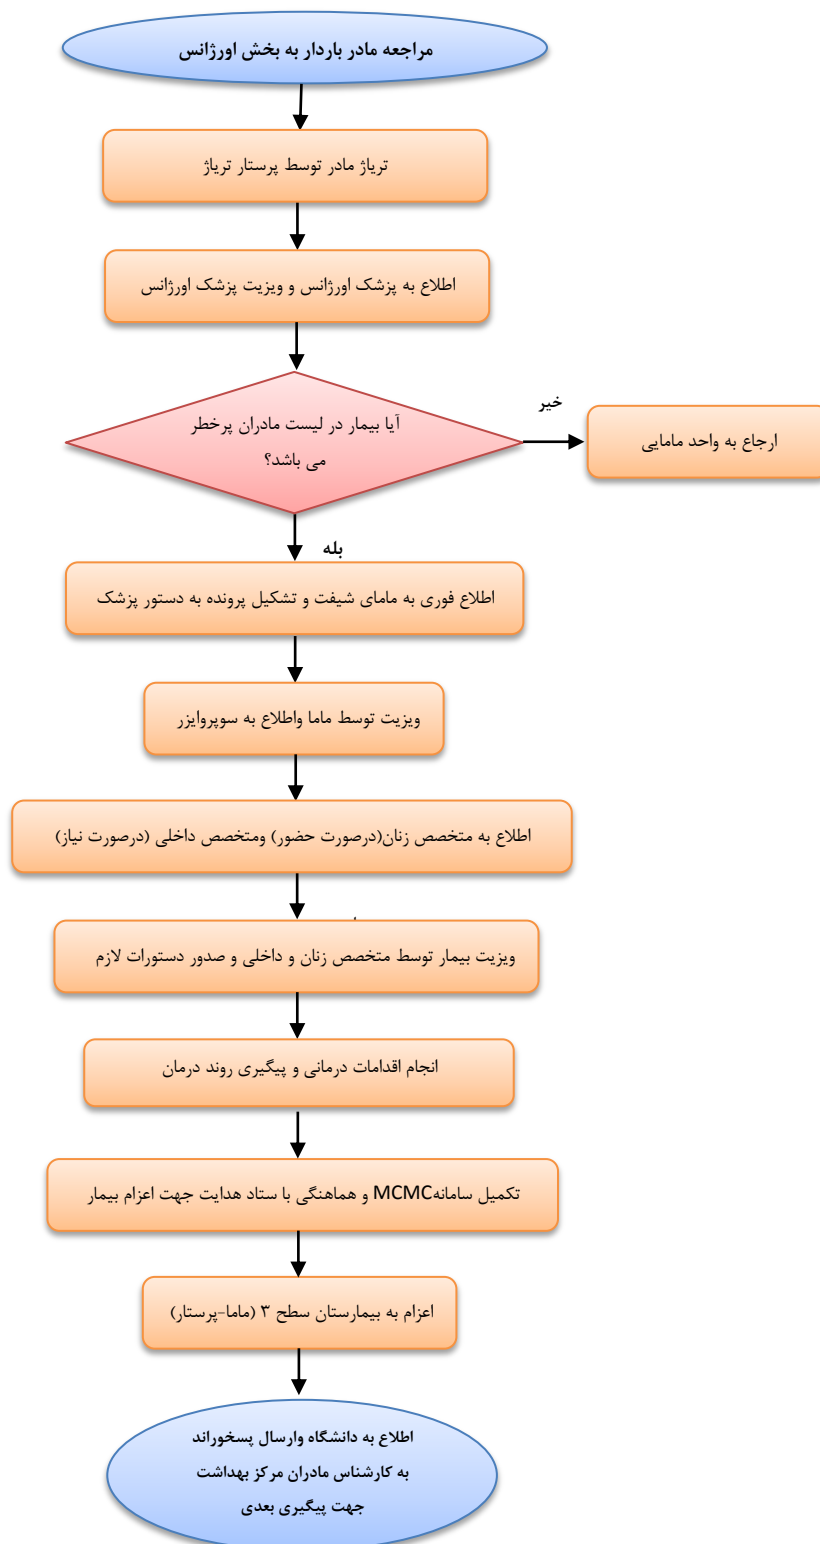 مراجعه مادر باردار به بخش اورژانس
تریاژ مادر توسط پرستار تریاژ
اطلاع به پزشک اورژانس و ویزیت پزشک اورژانس
آیا بیمار در لیست مادران پرخطر
می باشد؟
خیر
ارجاع به واحد مامایی
بله
اطلاع فوری به مامای شیفت و تشکیل پرونده به دستور پزشک
ویزیت توسط ماما واطلاع به سوپروایزر
اطلاع به متخصص زنان(درصورت حضور) ومتخصص داخلی (درصورت نیاز)
ویزیت بیمار توسط متخصص زنان و داخلی و صدور دستورات لازم
انجام اقدامات درمانی و پیگیری روند درمان
تکمیل سامانهMCMC و هماهنگی با ستاد هدایت جهت اعزام بیمار
اعزام به بیمارستان سطح ۳ (ماما-پرستار)
اطلاع به دانشگاه وارسال پسخوراند
به کارشناس مادران مرکز بهداشت
جهت پیگیری بعدی